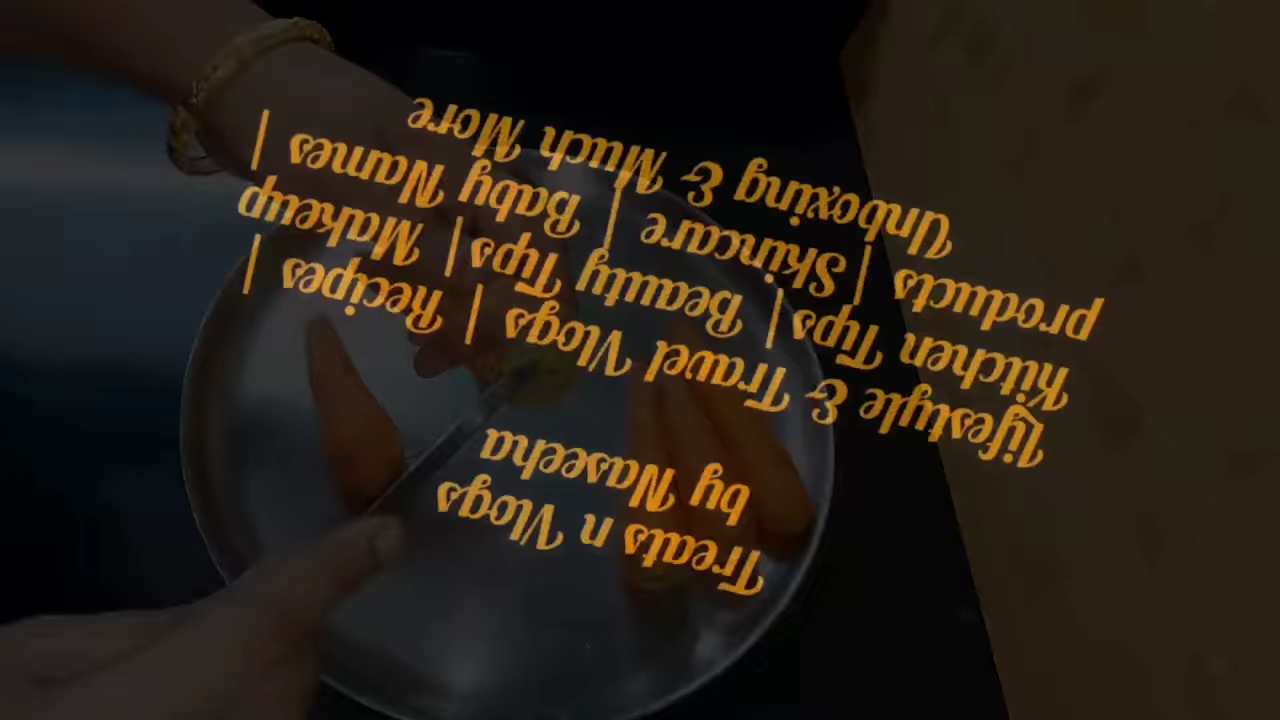 Treats n Vlogs
by Naseeha
Lifestyle & Travel Vlogs | Recipes |
Kitchen Tips | Beauty Tips | Makeup
products | Skincare | Baby Names |
Unboxing & Much More